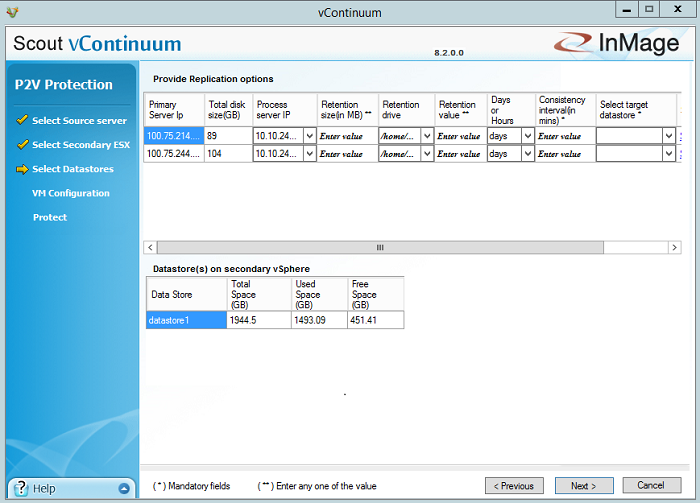 vContinuum
Scout vContinuum
8.2.0.0
InMage
P2V Protection
Select Source server
Select Secondary ESX
Select Datastores
VM Configuration
Protect
Help
Provide Replication options
Primary Server Ip Total disk size(GB) Process server IP Retention size(in MB) ** Retention drive Retention value ** Days or Hours Consistency interval(in mins) * Select target datastore *
100.75.214.... 89 10.10.24... Enter value /home/... Enter value days Enter value
100.75.244.... 104 10.10.24... Enter value /home/... Enter value days Enter value
Datastore(s) on secondary vSphere
Data Store Total Space (GB) Used Space (GB) Free Space (GB)
datastore1 1944.5 1493.09 451.41
( * ) Mandatory fields ( ** ) Enter any one of the value
< Previous Next > Cancel